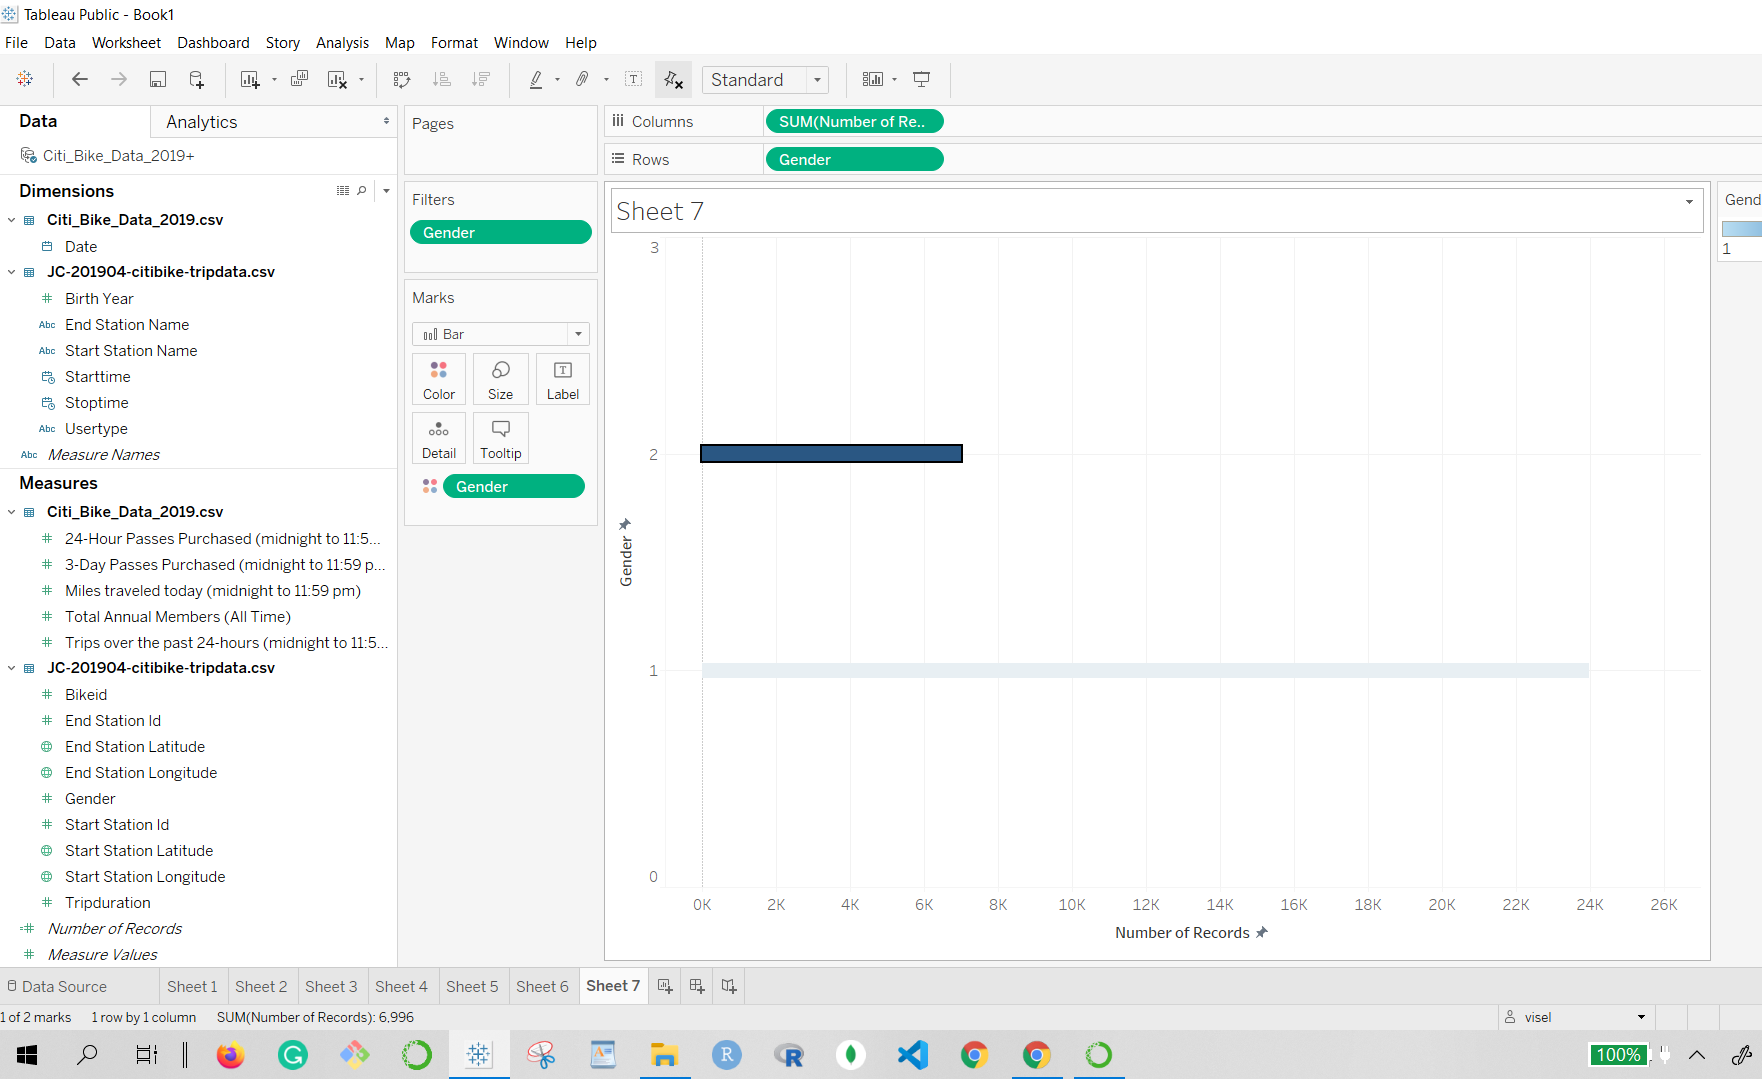 Tableau Public - Book1
File Data Worksheet Dashboard Story Analysis Map Format Window Help
Standard
Data
Analytics
Citi_Bike_Data_2019+
Dimensions
Citi_Bike_Data_2019.csv
Date
JC-201904-citibike-tripdata.csv
Birth Year
Abc End Station Name
Abc Start Station Name
Starttime
Stoptime
Abc Usertype
Abc Measure Names
Measures
Citi_Bike_Data_2019.csv
24-Hour Passes Purchased (midnight to 11:5...
3-Day Passes Purchased (midnight to 11:59 p...
Miles traveled today (midnight to 11:59 pm)
Total Annual Members (All Time)
Trips over the past 24-hours (midnight to 11:5...
JC-201904-citibike-tripdata.csv
Bikeid
End Station Id
End Station Latitude
End Station Longitude
Gender
Start Station Id
Start Station Latitude
Start Station Longitude
Tripduration
Number of Records
Measure Values
Pages
Filters
Gender
Marks
Bar
Color Size Label
Detail Tooltip
Gender
Columns SUM(Number of Re..
Rows Gender
Sheet 7
3
2
1
0
Gender
0K 2K 4K 6K 8K 10K 12K 14K 16K 18K 20K 22K 24K 26K
Number of Records
Gend
1
Data Source Sheet 1 Sheet 2 Sheet 3 Sheet 4 Sheet 5 Sheet 6 Sheet 7
1 of 2 marks 1 row by 1 column SUM(Number of Records): 6,996
visel
100%